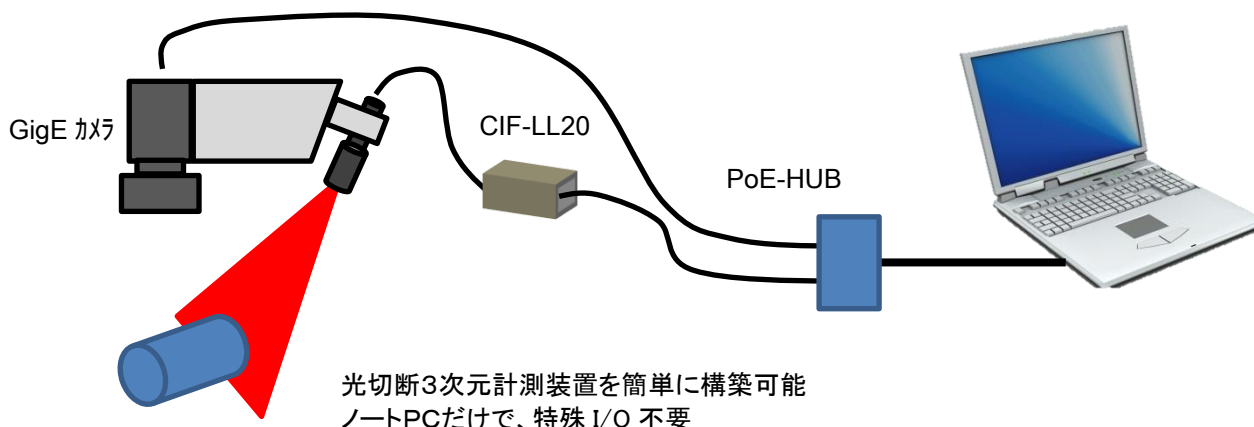 GigE ｶﾒﾗ
CIF-LL20
PoE-HUB
光切断３次元計測装置を簡単に構築可能
ノートPCだけで、特殊 I/O 不要